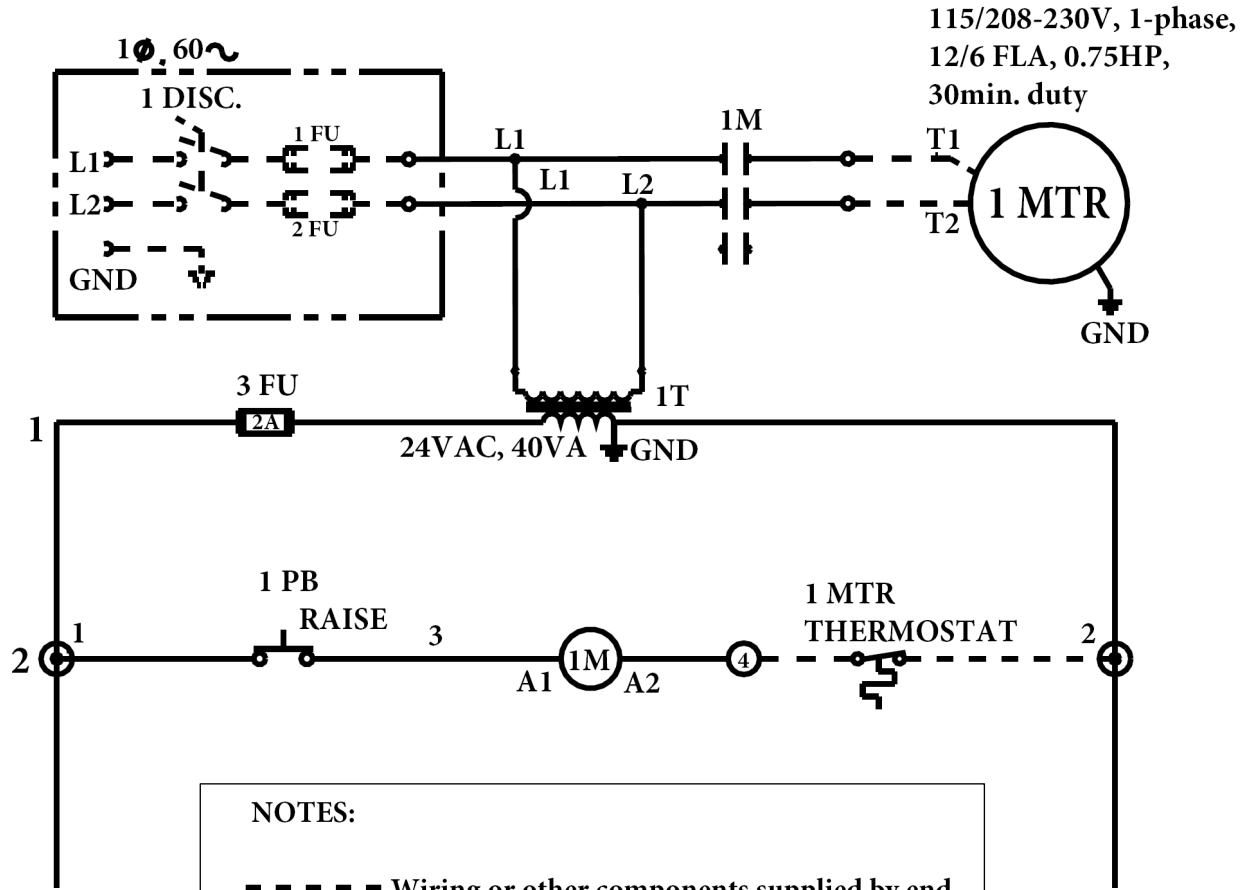 115/208-230V, 1-phase,
12/6 FLA, 0.75HP,
30min. duty
1Ø, 60~
1 DISC.
1 FU
L1
L1
1M
T1
L1
L2
L2
2 FU
1 MTR
T2
GND
GND
3 FU
1T
1
2A
24VAC, 40VA
GND
1 PB
RAISE
1 MTR
THERMOSTAT
1
3
2
2
1M
4
A1
A2
NOTES:
Wiring or other components supplied by end